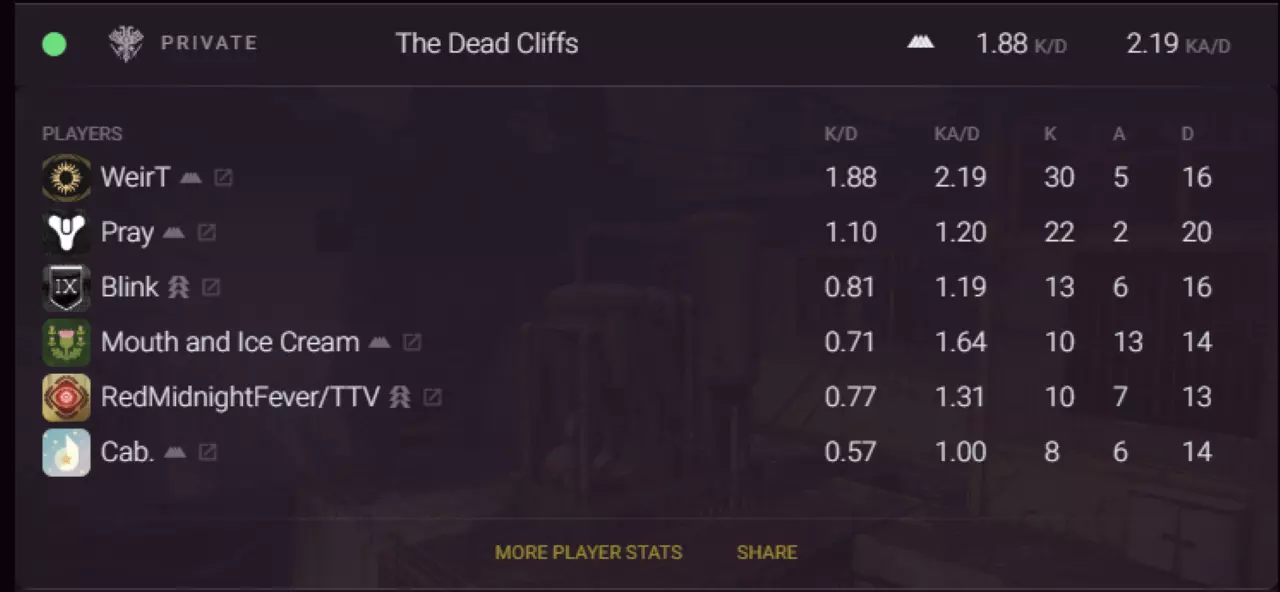 PRIVATE The Dead Cliffs 1.88 K/D 2.19 KA/D
PLAYERS K/D KA/D K A D
WeirT 1.88 2.19 30 5 16
Pray 1.10 1.20 22 2 20
IX Blink 0.81 1.19 13 6 16
Mouth and Ice Cream 0.71 1.64 10 13 14
RedMidnightFever/TTV 0.77 1.31 10 7 13
Cab. 0.57 1.00 8 6 14
MORE PLAYER STATS SHARE